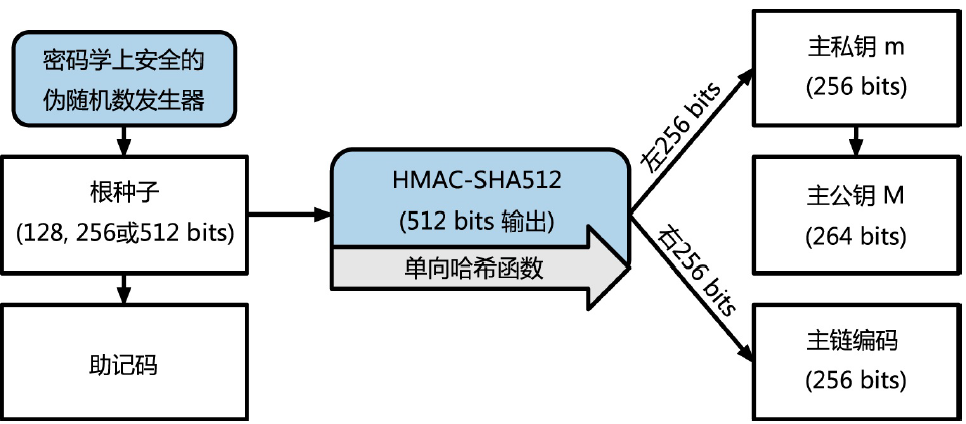 密码学上安全的
伪随机数发生器
根种子
(128, 256或512 bits)
助记码
HMAC-SHA512
(512 bits 输出)
单向哈希函数
左256 bits
右256 bits
主私钥 m
(256 bits)
主公钥 M
(264 bits)
主链编码
(256 bits)